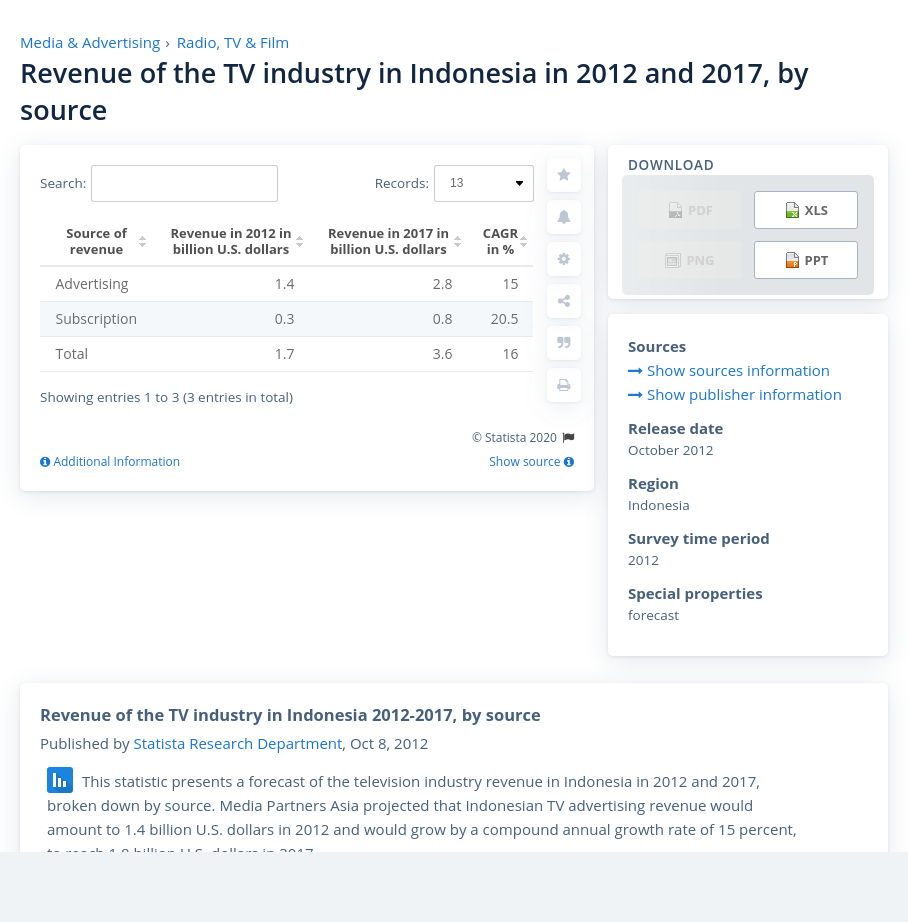 Media & Advertising › Radio, TV & Film
Revenue of the TV industry in Indonesia in 2012 and 2017, by
source
Search:
Records: 13
Source of revenue Revenue in 2012 in billion U.S. dollars Revenue in 2017 in billion U.S. dollars CAGR in %
Advertising 1.4 2.8 15
Subscription 0.3 0.8 20.5
Total 1.7 3.6 16
Showing entries 1 to 3 (3 entries in total)
© Statista 2020
Additional Information
Show source
DOWNLOAD
PDF XLS
PNG PPT
Sources
Show sources information
Show publisher information
Release date
October 2012
Region
Indonesia
Survey time period
2012
Special properties
forecast
Revenue of the TV industry in Indonesia 2012-2017, by source
Published by Statista Research Department, Oct 8, 2012
This statistic presents a forecast of the television industry revenue in Indonesia in 2012 and 2017,
broken down by source. Media Partners Asia projected that Indonesian TV advertising revenue would
amount to 1.4 billion U.S. dollars in 2012 and would grow by a compound annual growth rate of 15 percent,